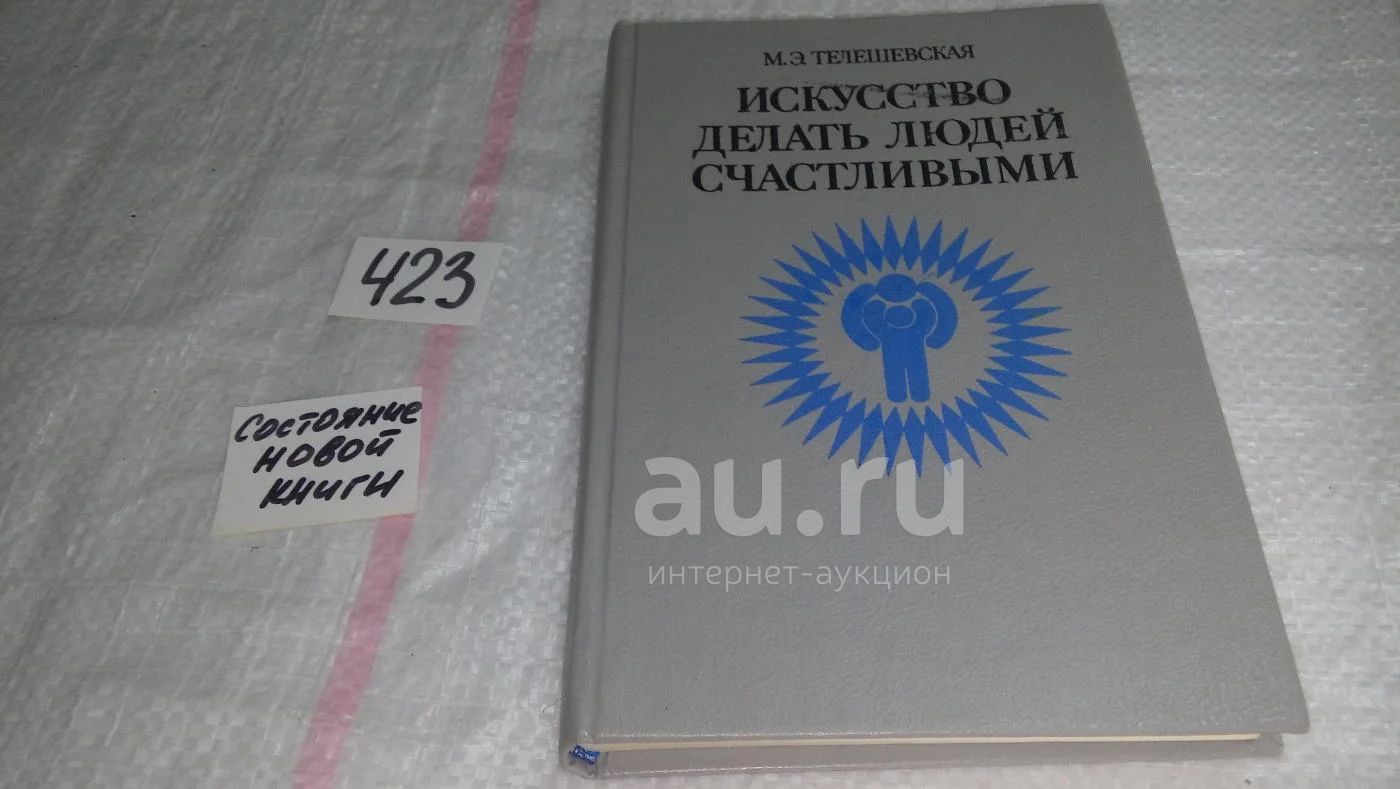 М.Э. ТЕЛЕШЕВСКАЯ
ИСКУССТВО
ДЕЛАТЬ ЛЮДЕЙ
СЧАСТЛИВЫМИ
423
Состояние
новой
книги
au.ru
интернет-аукцион